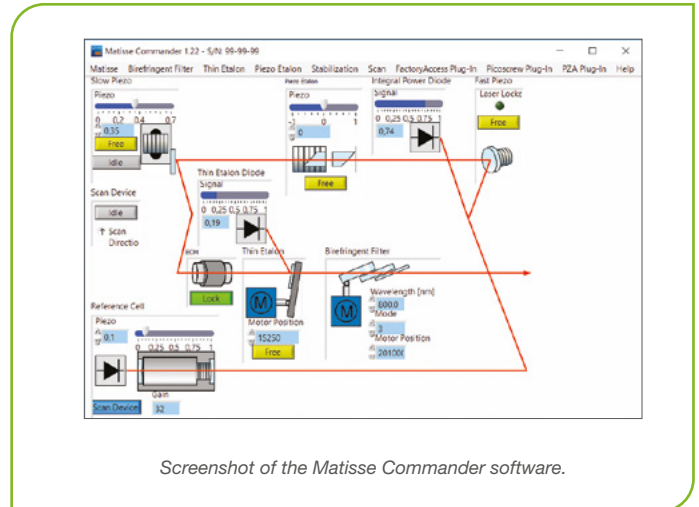 Matisse Commander 1.22 - S/N: 99-99-99
Matisse Birefringent Filter Thin Etalon Piezo Etalon Stabilization Scan FactoryAccess Plug-In Picoscrew Plug-In PZA Plug-In Help
Slow Piezo
Piezo
0 0,2 0,4 0,7
0,35
Free
Idle
Piezo Etalon
Piezo
-1 0 1
0
Free
Integral Power Diode
Signal
0 0,25 0,5 0,75 1
0,74
Fast Piezo
Laser Locke
Free
Scan Device
Idle
Scan
Directio
Thin Etalon Diode
Signal
0 0,25 0,5 0,75 1
0,19
Lock
Thin Etalon
M
Motor Position
15250
Free
Birefringent Filter
M
Wavelength [nm]
800,0
Mode
3
Motor Position
20100
Reference Cell
Piezo
0,1
0 0,25 0,5 0,75 1
Scan Device
Gain
32
Screenshot of the Matisse Commander software.